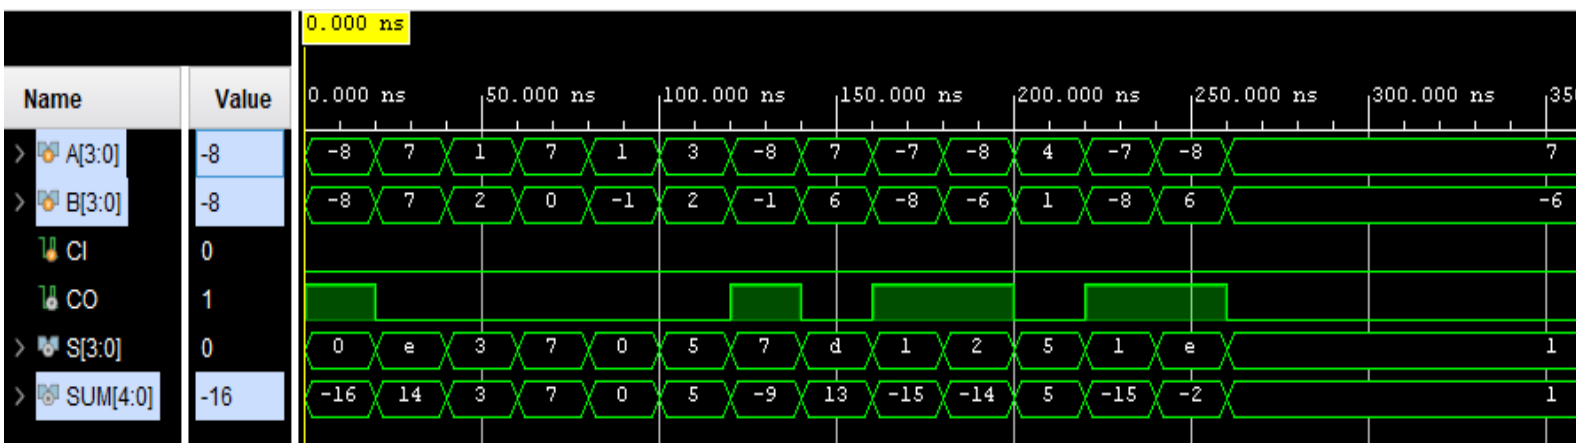 0.000 ns
Name Value 0.000 ns 50.000 ns 100.000 ns 150.000 ns 200.000 ns 250.000 ns 300.000 ns 35
A[3:0] -8 -8 7 1 7 1 3 -8 7 -7 -8 4 -7 -8 7
B[3:0] -8 -8 7 2 0 -1 2 -1 6 -8 -6 1 -8 6 -6
CI 0
CO 1
S[3:0] 0 0 e 3 7 0 5 7 d 1 2 5 1 e 1
SUM[4:0] -16 -16 14 3 7 0 5 -9 13 -15 -14 5 -15 -2 1